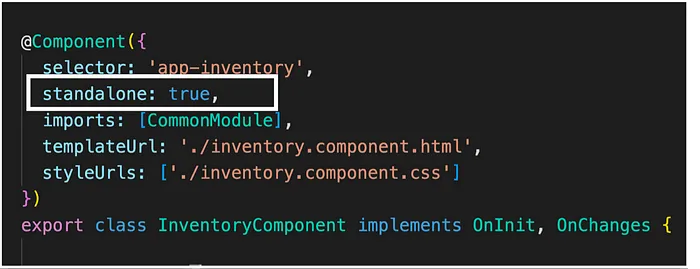 @Component({
  selector: 'app-inventory',
  standalone: true,
  imports: [CommonModule],
  templateUrl: './inventory.component.html',
  styleUrls: ['./inventory.component.css']
})
export class InventoryComponent implements OnInit, OnChanges {